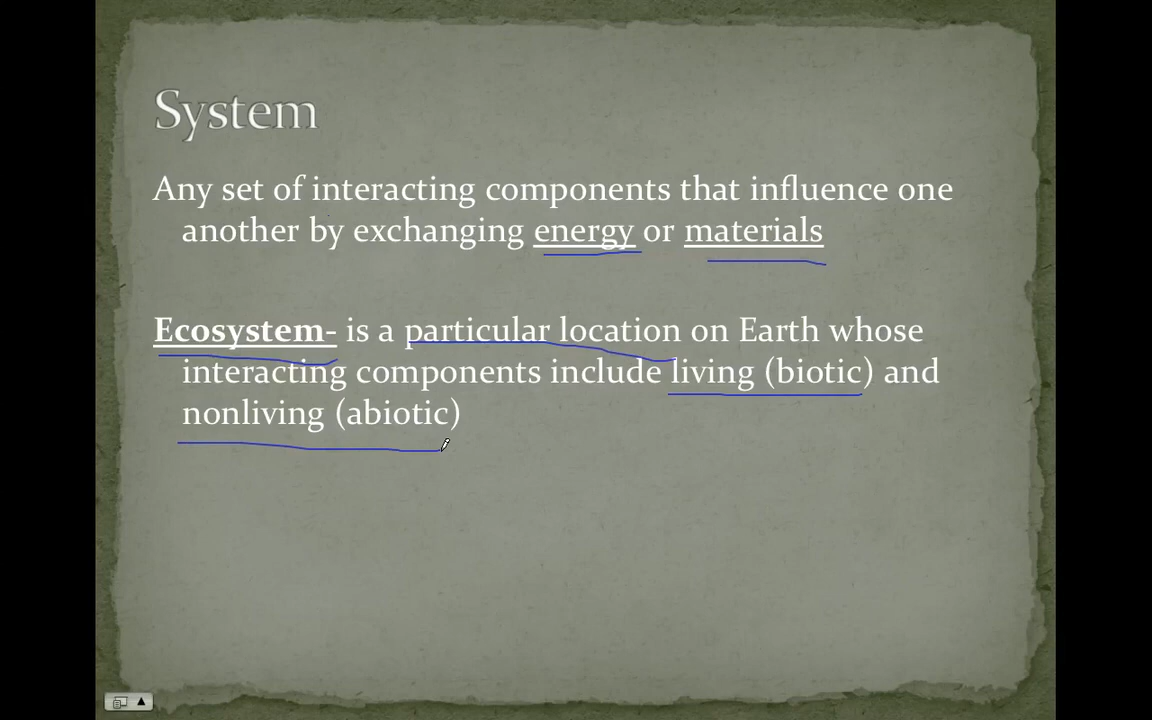 System
Any set of interacting components that influence one
another by exchanging energy or materials
Ecosystem- is a particular location on Earth whose
interacting components include living (biotic) and
nonliving (abiotic)